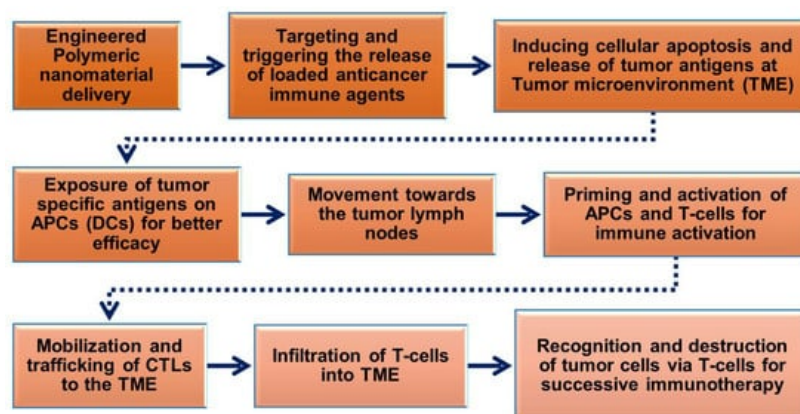 Engineered
Polymeric
nanomaterial
delivery
Targeting and
triggering the release
of loaded anticancer
immune agents
Inducing cellular apoptosis and
release of tumor antigens at
Tumor microenvironment (TME)
Exposure of tumor
specific antigens on
APCs (DCs) for better
efficacy
Movement towards
the tumor lymph
nodes
Priming and activation of
APCs and T-cells for
immune activation
Mobilization and
trafficking of CTLs
to the TME
Infiltration of T-cells
into TME
Recognition and destruction
of tumor cells via T-cells for
successive immunotherapy